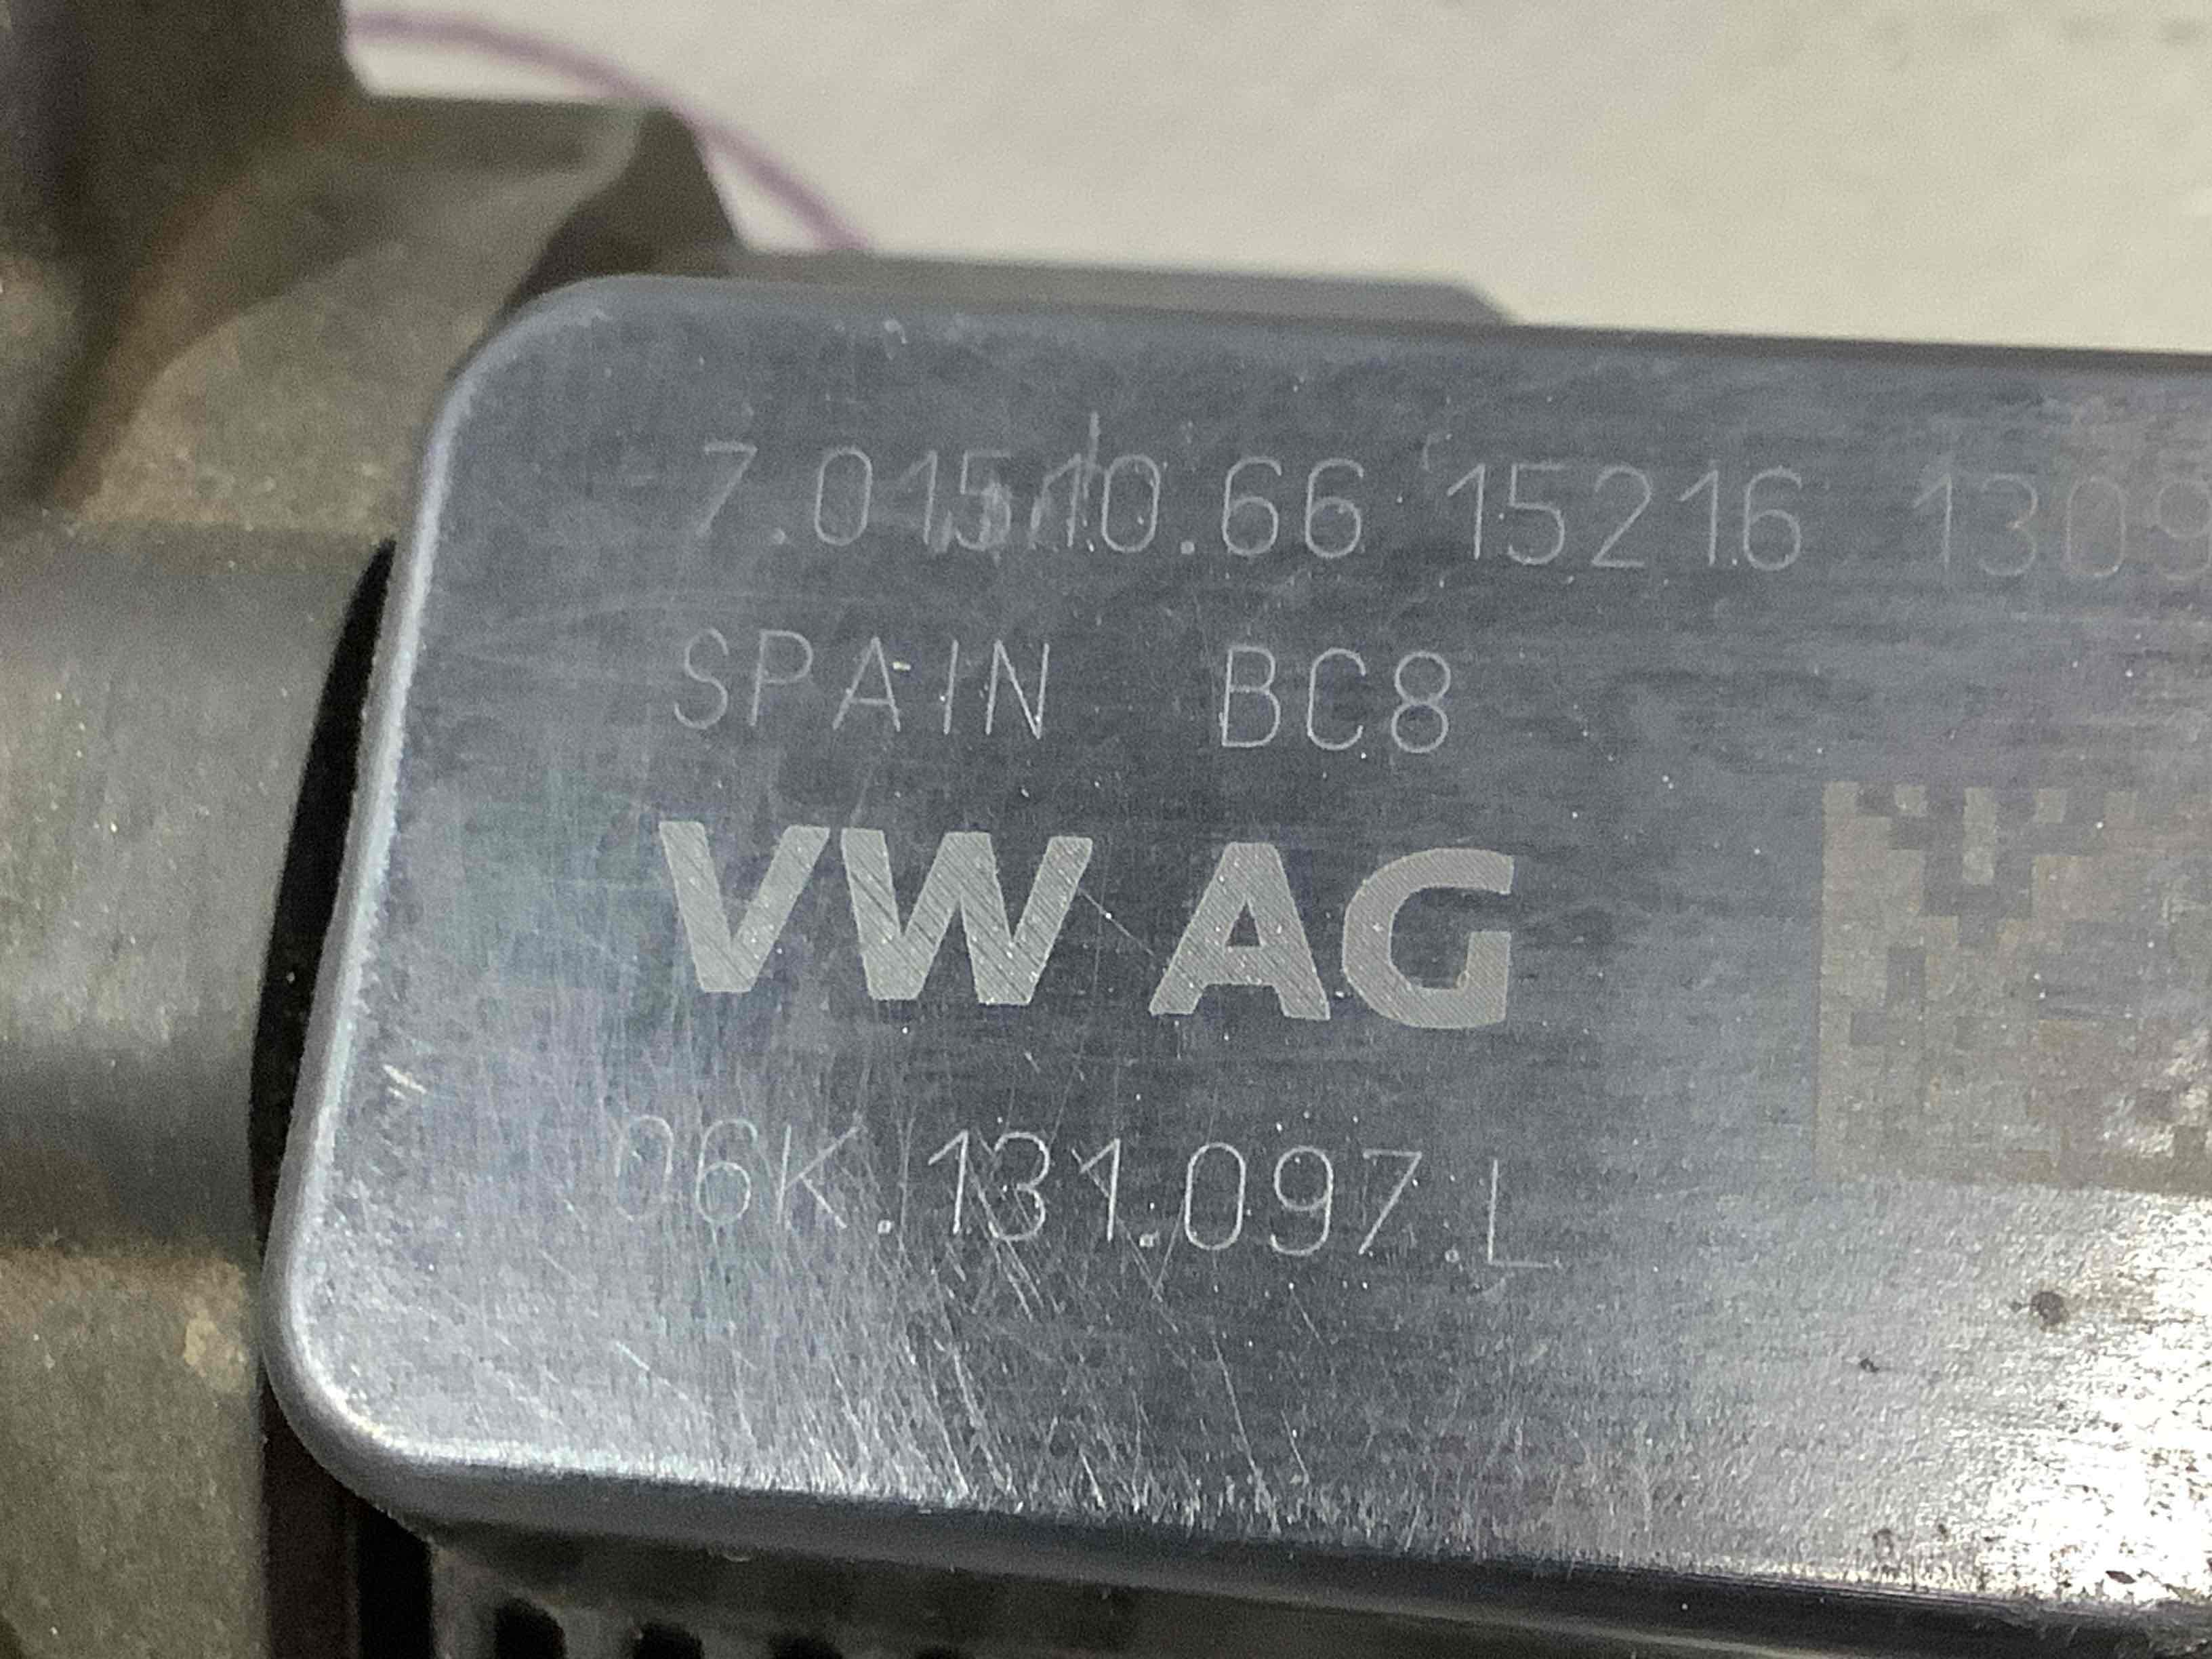 7.01510.66 15216 1309
SPAIN BC8
VW AG
06K.131.097.L